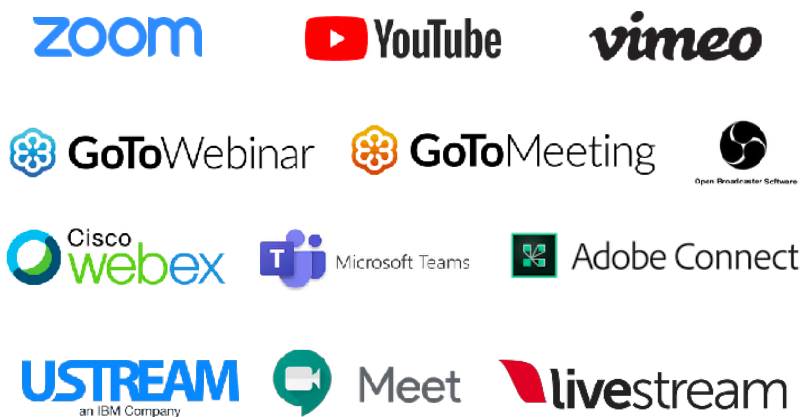 zoom
YouTube
vimeo
GoToWebinar
GoToMeeting
Open Broadcaster Software
Cisco
webex
T
Microsoft Teams
Adobe Connect
USTREAM
an IBM Company
Meet
livestream